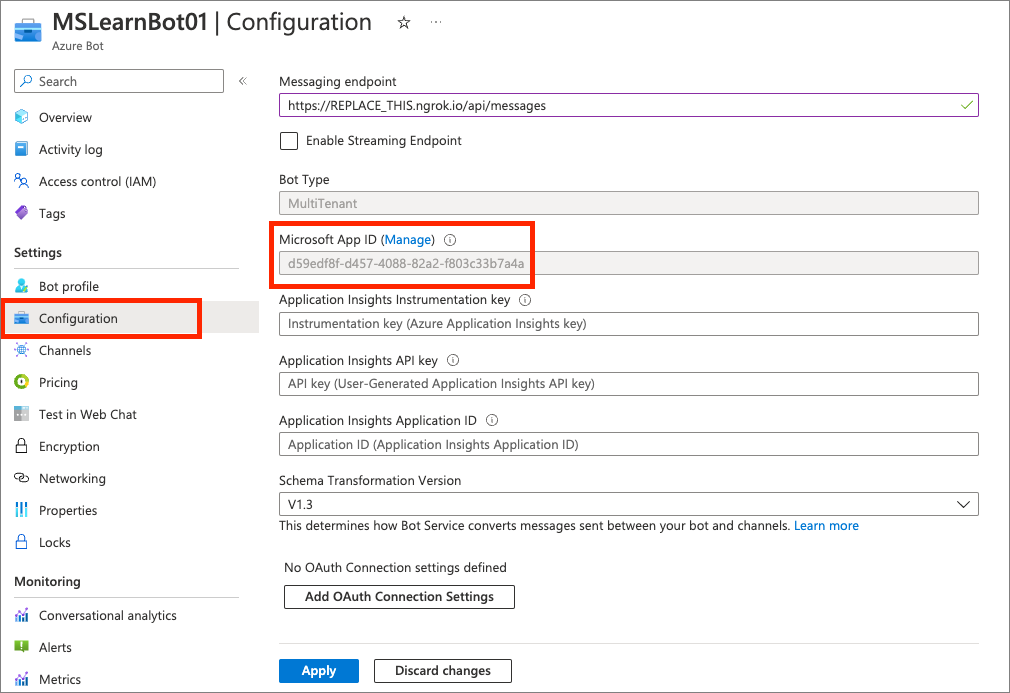 MSLearnBot01 | Configuration
Azure Bot
Search
Overview
Activity log
Access control (IAM)
Tags
Settings
Bot profile
Configuration
Channels
Pricing
Test in Web Chat
Encryption
Networking
Properties
Locks
Monitoring
Conversational analytics
Alerts
Metrics
Messaging endpoint
https://REPLACE_THIS.ngrok.io/api/messages
Enable Streaming Endpoint
Bot Type
MultiTenant
Microsoft App ID (Manage)
d59edf8f-d457-4088-82a2-f803c33b7a4a
Application Insights Instrumentation key
Instrumentation key (Azure Application Insights key)
Application Insights API key
API key (User-Generated Application Insights API key)
Application Insights Application ID
Application ID (Application Insights Application ID)
Schema Transformation Version
V1.3
This determines how Bot Service converts messages sent between your bot and channels. Learn more
No OAuth Connection settings defined
Add OAuth Connection Settings
Apply
Discard changes